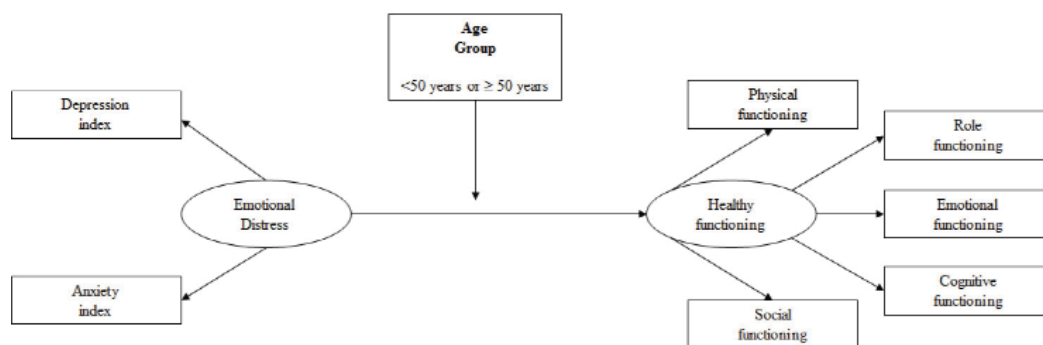 Age
Group
<50 years or ≥ 50 years
Depression
index
Physical
functioning
Role
functioning
Emotional
Distress
Healthy
functioning
Emotional
functioning
Anxiety
index
Cognitive
functioning
Social
functioning